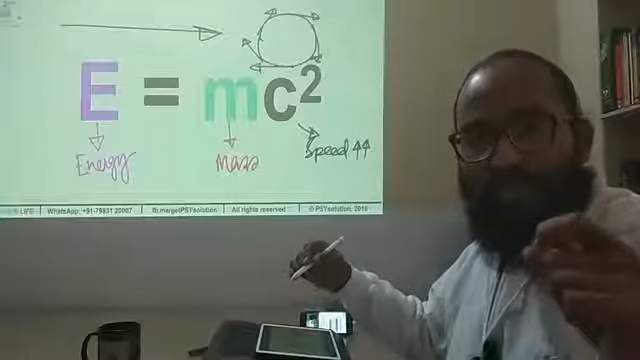 E = mc²
Energy
Mass
Speed ↑↑
& LIFE
WhatsApp: +91-79831 20007
fb.me/getPSYsolution
All rights reserved
© PSYsolution, 2019